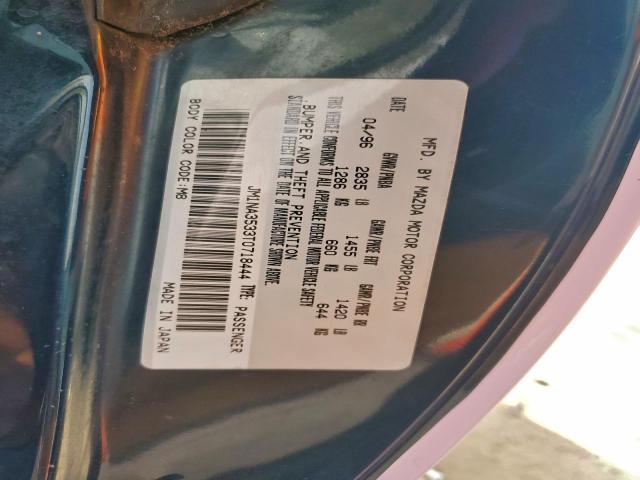 MFD. BY MAZDA MOTOR CORPORATION
DATE GVWR/PNBA GAWR/PNBE FRT GAWR/PNBE RR
04/96 2835 LB 1455 LB 1420 LB
1286 KG 660 KG 644 KG
THIS VEHICLE CONFORMS TO ALL APPLICABLE FEDERAL MOTOR VEHICLE SAFETY
,BUMPER,AND THEFT PREVENTION
STANDARD IN EFFECT ON THE DATE OF MANUFACTURE SHOWN ABOVE.
JM1NA3533T0718444 TYPE: PASSENGER
BODY COLOR CODE:M8 MADE IN JAPAN